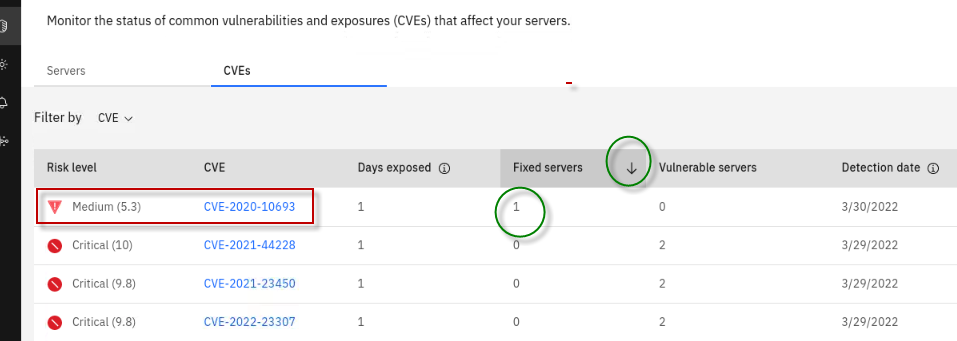 Monitor the status of common vulnerabilities and exposures (CVEs) that affect your servers.
Servers CVEs
Filter by CVE
Risk level CVE Days exposed Fixed servers Vulnerable servers Detection date
Medium (5.3) CVE-2020-10693 1 1 0 3/30/2022
Critical (10) CVE-2021-44228 1 0 2 3/29/2022
Critical (9.8) CVE-2021-23450 1 0 2 3/29/2022
Critical (9.8) CVE-2022-23307 1 0 2 3/29/2022